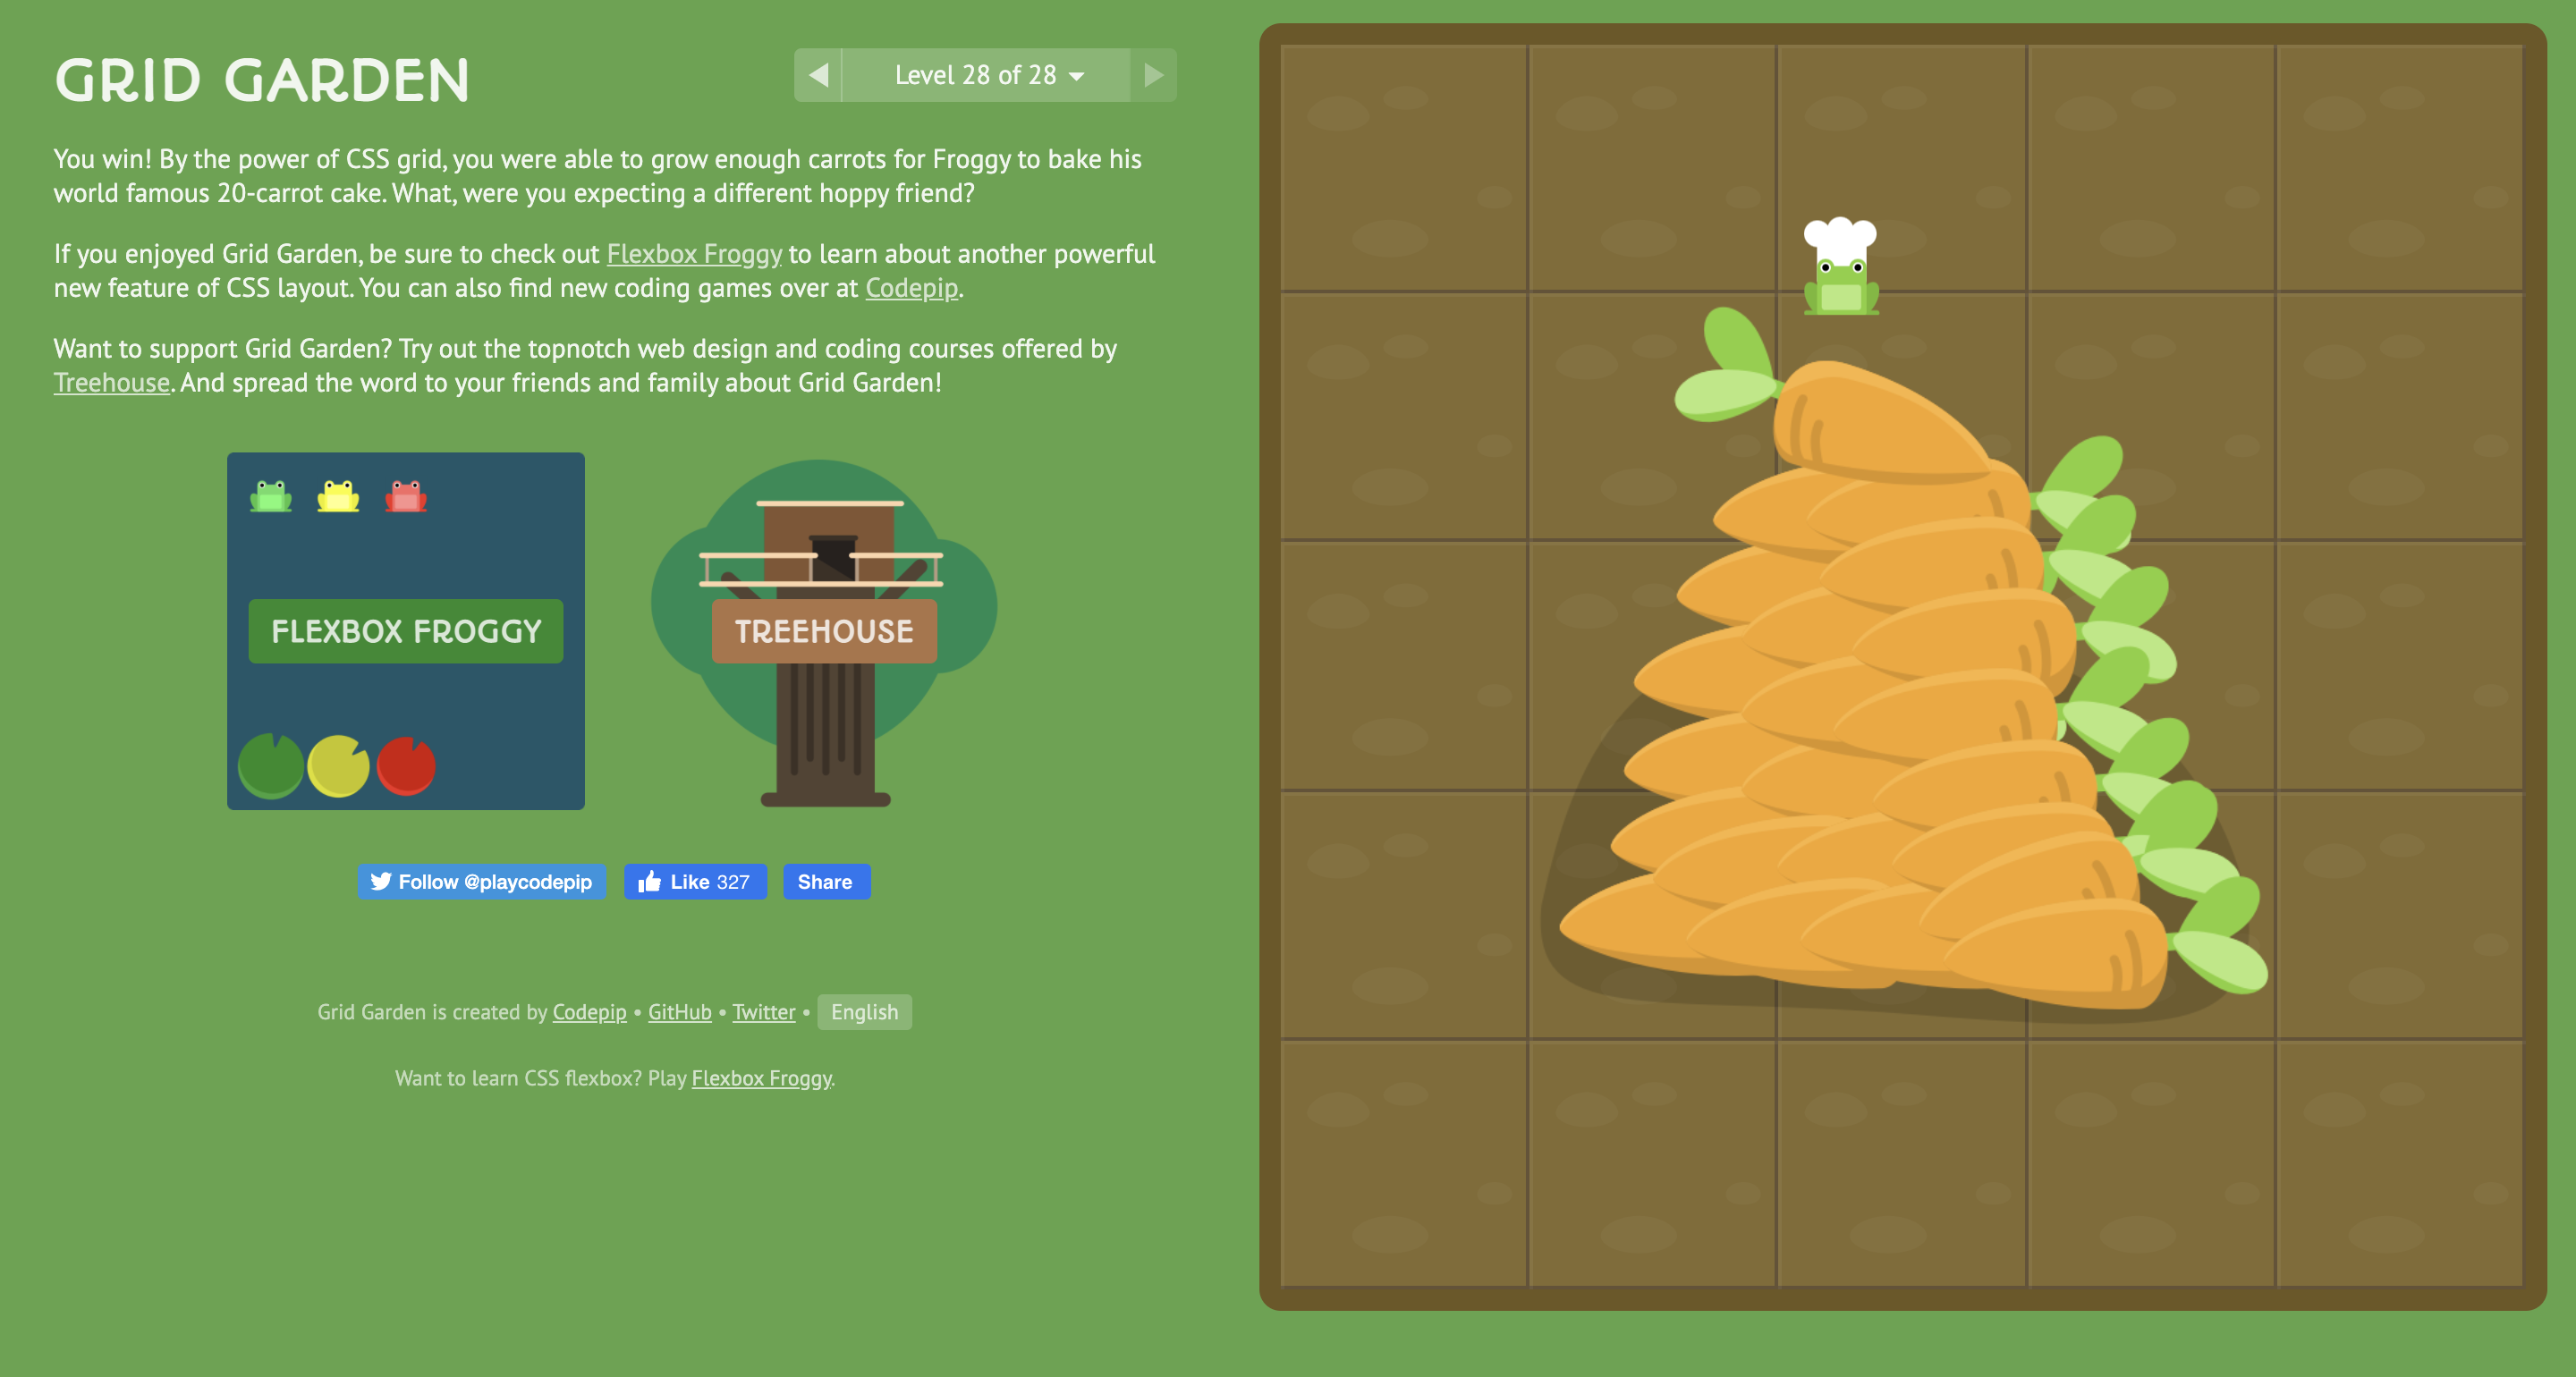 GRID GARDEN
Level 28 of 28
You win! By the power of CSS grid, you were able to grow enough carrots for Froggy to bake his
world famous 20-carrot cake. What, were you expecting a different hoppy friend?
If you enjoyed Grid Garden, be sure to check out Flexbox Froggy to learn about another powerful
new feature of CSS layout. You can also find new coding games over at Codepip.
Want to support Grid Garden? Try out the topnotch web design and coding courses offered by
Treehouse. And spread the word to your friends and family about Grid Garden!
FLEXBOX FROGGY
TREEHOUSE
Follow @playcodepip
Like 327
Share
Grid Garden is created by Codepip • GitHub • Twitter • English
Want to learn CSS flexbox? Play Flexbox Froggy.